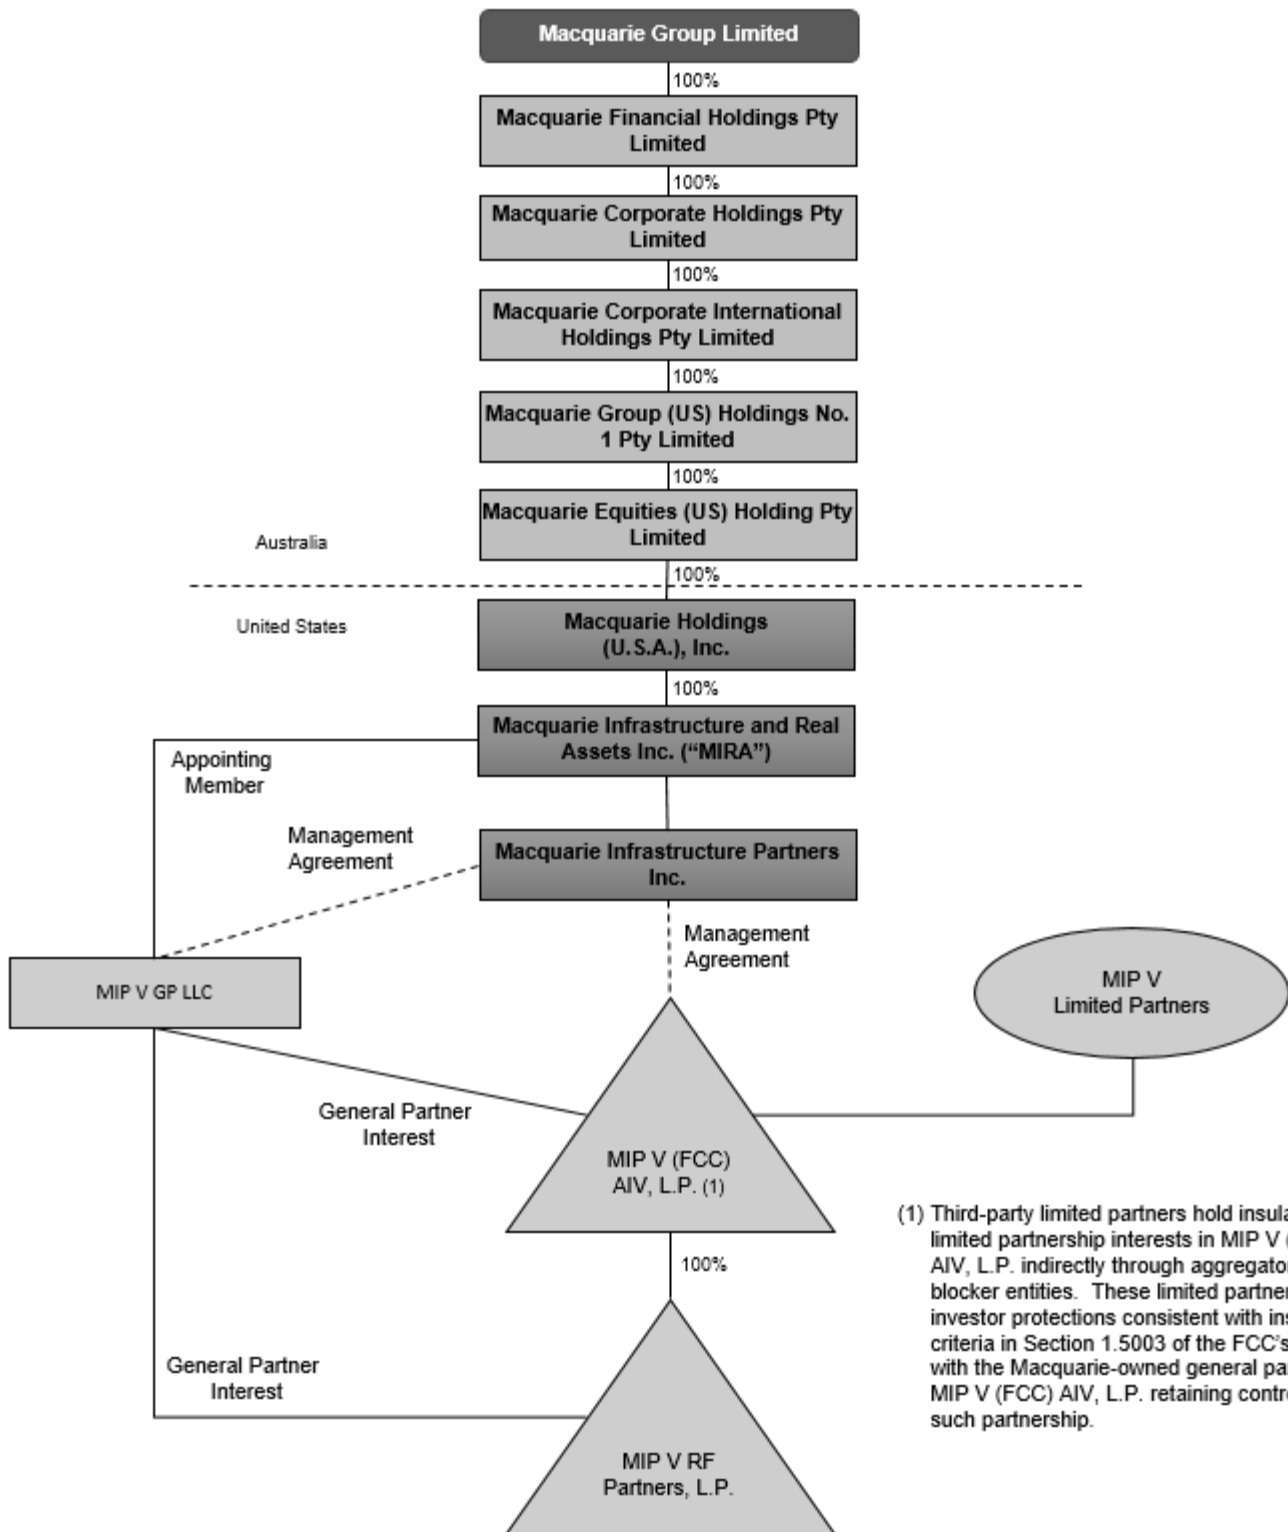 Macquarie Group Limited
100%
Macquarie Financial Holdings Pty
Limited
100%
Macquarie Corporate Holdings Pty
Limited
100%
Macquarie Corporate International
Holdings Pty Limited
100%
Macquarie Group (US) Holdings No.
1 Pty Limited
100%
Macquarie Equities (US) Holding Pty
Limited
Australia
100%
United States
Macquarie Holdings
(U.S.A.), Inc.
100%
Macquarie Infrastructure and Real
Assets Inc. (“MIRA”)
Appointing
Member
Management
Agreement
Macquarie Infrastructure Partners
Inc.
Management
Agreement
MIP V GP LLC
MIP V
Limited Partners
General Partner
Interest
MIP V (FCC)
AIV, L.P. (1)
100%
(1) Third-party limited partners hold
limited partnership interests in MIP V
AIV, L.P. indirectly through
blocker entities. These limited
investor protections consistent with
criteria in Section 1.5003 of the FCC’s
with the Macquarie-owned general
MIP V (FCC) AIV, L.P. retaining
such partnership.
General Partner
Interest
MIP V RF
Partners, L.P.